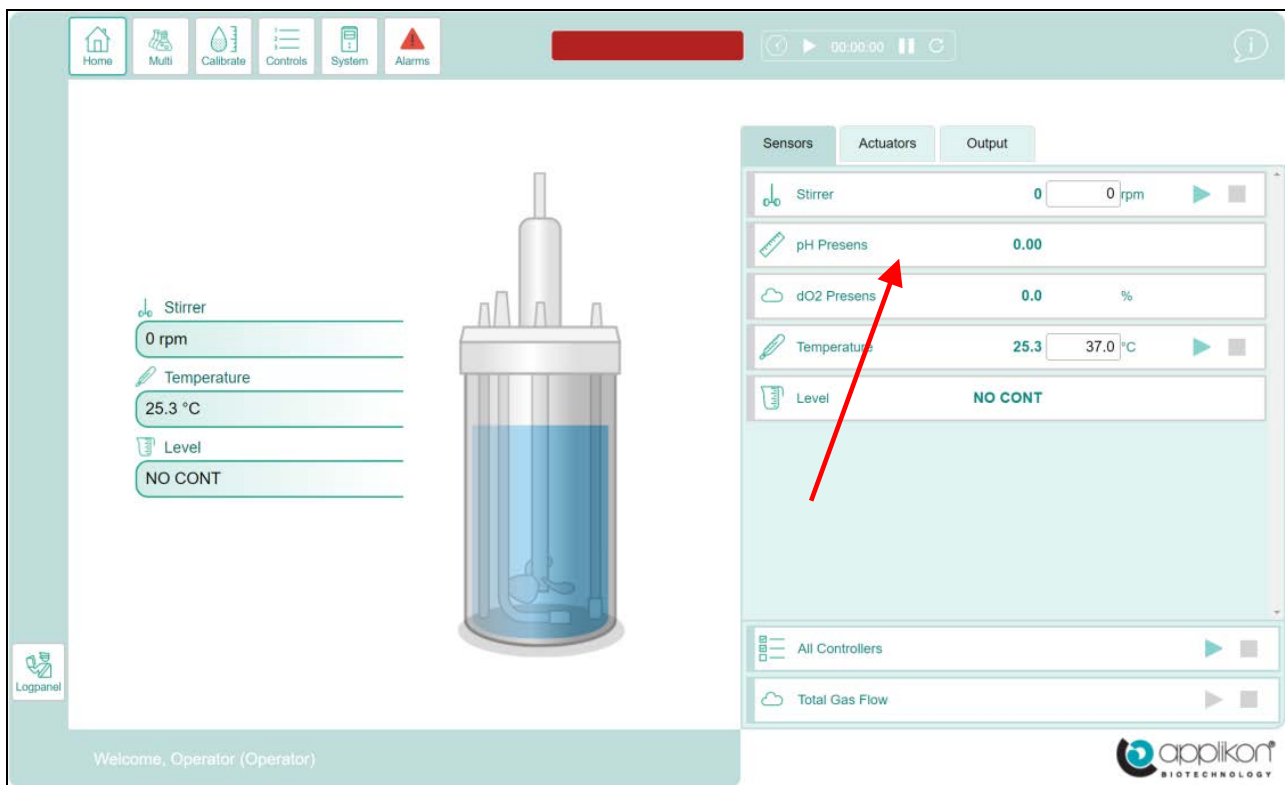 Home
Multi
Calibrate
Controls
System
Alarms
00:00:00
Sensors
Actuators
Output
Stirrer 0 0 rpm
pH Presens 0.00
dO2 Presens 0.0 %
Temperature 25.3 37.0 °C
Level NO CONT
Stirrer
0 rpm
Temperature
25.3 °C
Level
NO CONT
All Controllers
Total Gas Flow
Logpanel
Welcome, Operator (Operator)
applikon®
BIOTECHNOLOGY